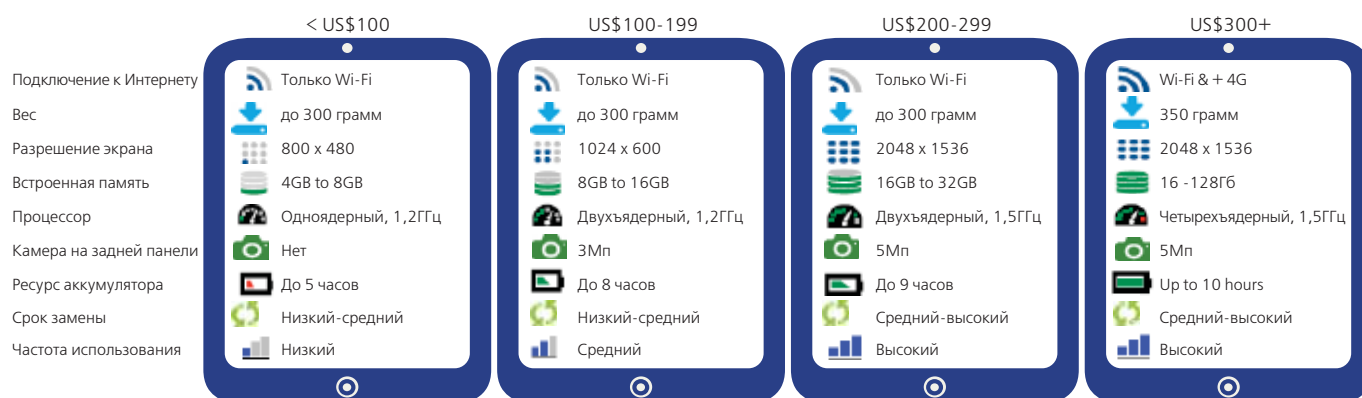 < US$100 US$100-199 US$200-299 US$300+
Подключение к Интернету Только Wi-Fi Только Wi-Fi Только Wi-Fi Wi-Fi & + 4G
Вес до 300 грамм до 300 грамм до 300 грамм 350 грамм
Разрешение экрана 800 x 480 1024 x 600 2048 x 1536 2048 x 1536
Встроенная память 4GB to 8GB 8GB to 16GB 16GB to 32GB 16 -128Гб
Процессор Одноядерный, 1,2ГГц Двухъядерный, 1,2ГГц Двухъядерный, 1,5ГГц Четырехъядерный, 1,5ГГц
Камера на задней панели Нет 3Мп 5Мп 5Мп
Ресурс аккумулятора До 5 часов До 8 часов До 9 часов Up to 10 hours
Срок замены Низкий-средний Низкий-средний Средний-высокий Средний-высокий
Частота использования Низкий Средний Высокий Высокий